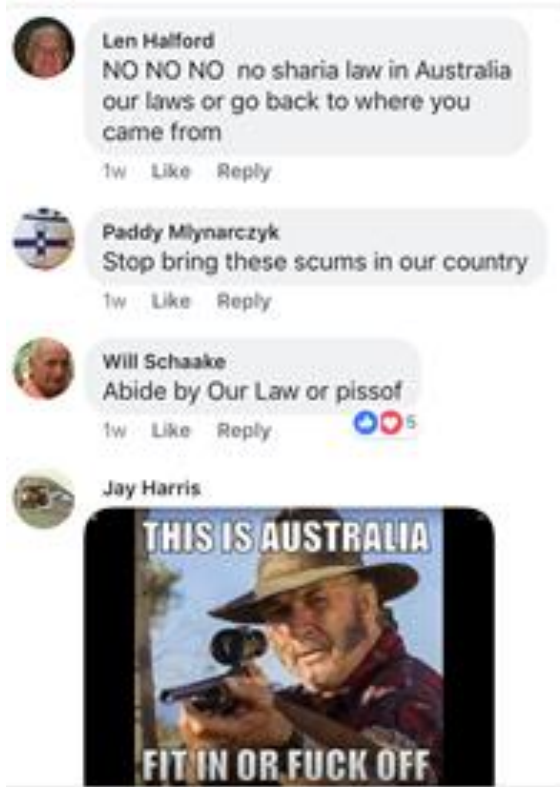 Len Halford
NO NO NO no sharia law in Australia
our laws or go back to where you
came from
1w Like Reply
Paddy Mlynarczyk
Stop bring these scums in our country
1w Like Reply
Will Schaake
Abide by Our Law or pissof
1w Like Reply 5
Jay Harris
THIS IS AUSTRALIA
FIT IN OR FUCK OFF